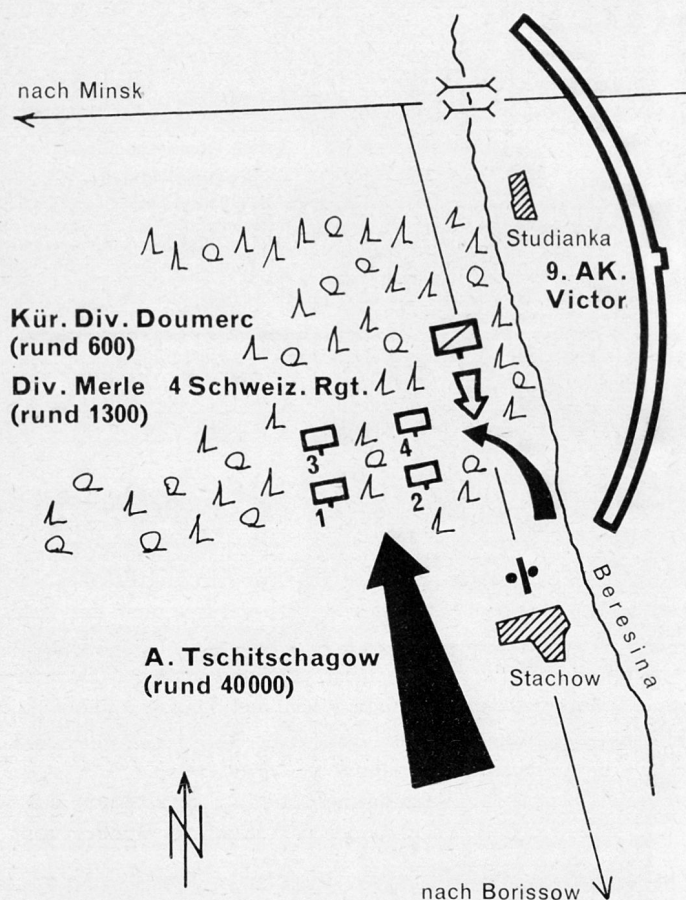 nach Minsk
Studianka
9. AK.
Victor
Kür. Div. Doumerc
(rund 600)
Div. Merle 4 Schweiz. Rgt.
(rund 1300)
3
4
1
2
Beresina
A. Tschitschagow
(rund 40000)
Stachow
N
nach Borissow